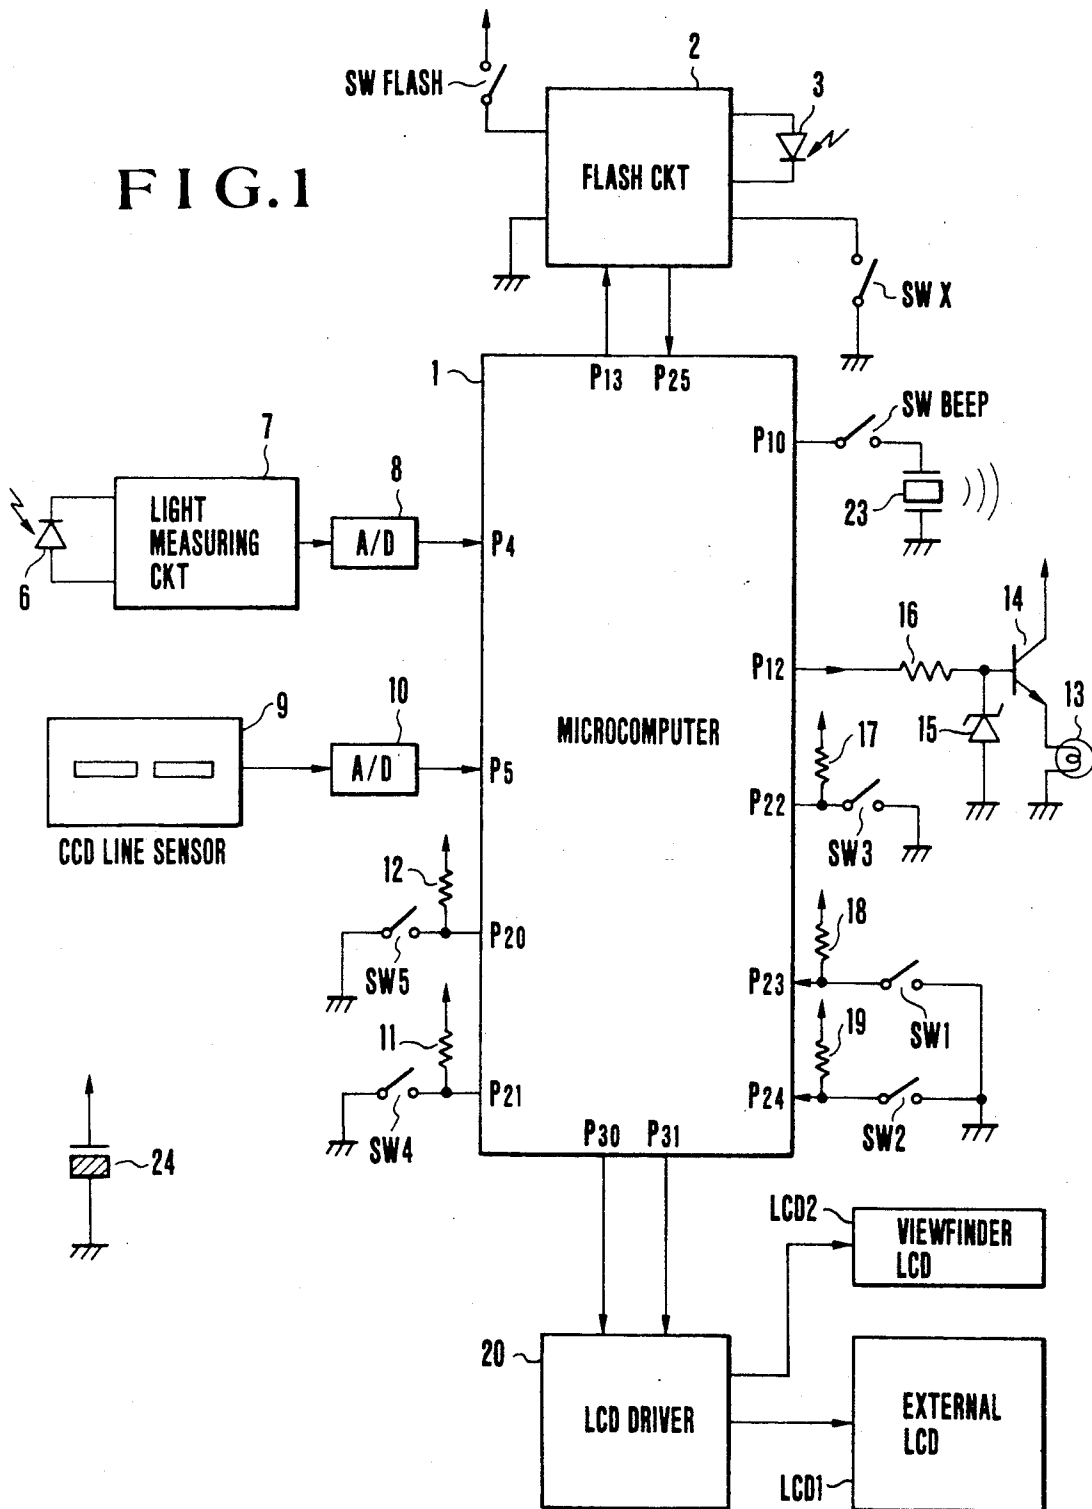 FIG.1
SW FLASH
2
3
FLASH CKT
SW X
1
P13
P25
SW BEEP
P10
23
7
LIGHT
MEASURING
CKT
6
8
A/D
P4
P12
16
14
15
13
9
CCD LINE SENSOR
10
A/D
P5
MICROCOMPUTER
17
P22
SW3
12
P20
SW5
18
P23
SW1
11
P21
SW4
19
P24
SW2
P30
P31
24
LCD2
VIEWFINDER
LCD
20
LCD DRIVER
EXTERNAL
LCD
LCD1